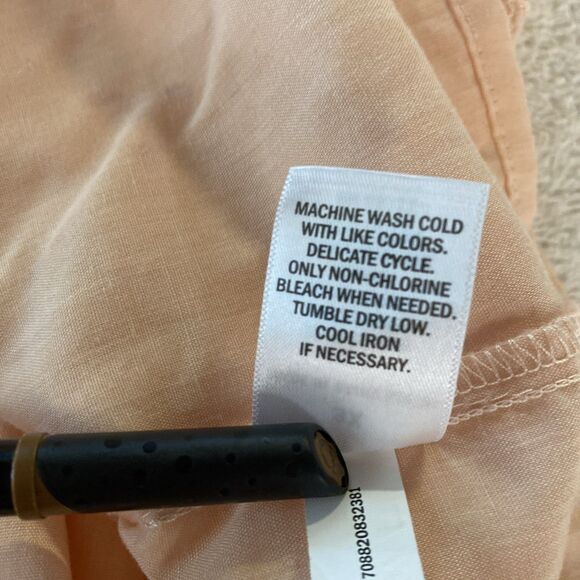 MACHINE WASH COLD
WITH LIKE COLORS.
DELICATE CYCLE.
ONLY NON-CHLORINE
BLEACH WHEN NEEDED.
TUMBLE DRY LOW.
COOL IRON
IF NECESSARY.
708820832381